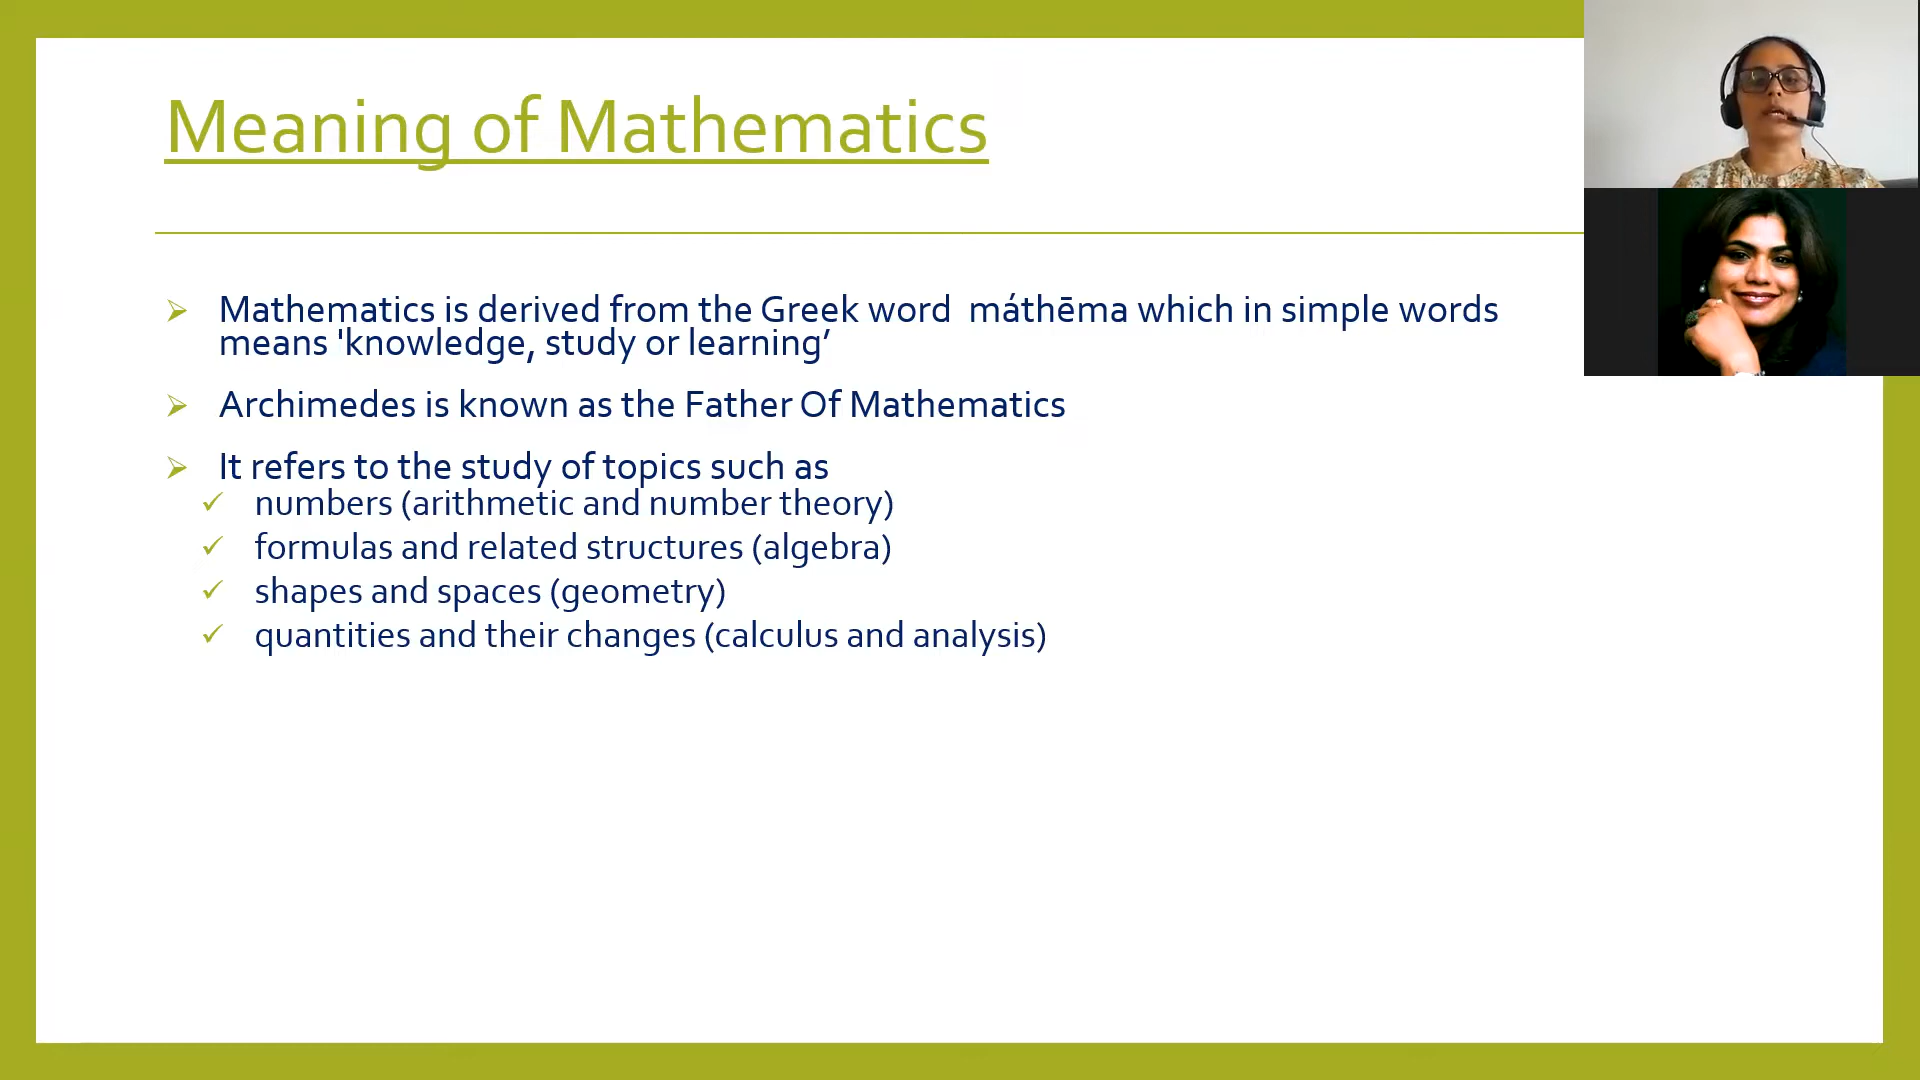 Meaning of Mathematics
Mathematics is derived from the Greek word máthēma which in simple words
means 'knowledge, study or learning’
Archimedes is known as the Father Of Mathematics
It refers to the study of topics such as
numbers (arithmetic and number theory)
formulas and related structures (algebra)
shapes and spaces (geometry)
quantities and their changes (calculus and analysis)